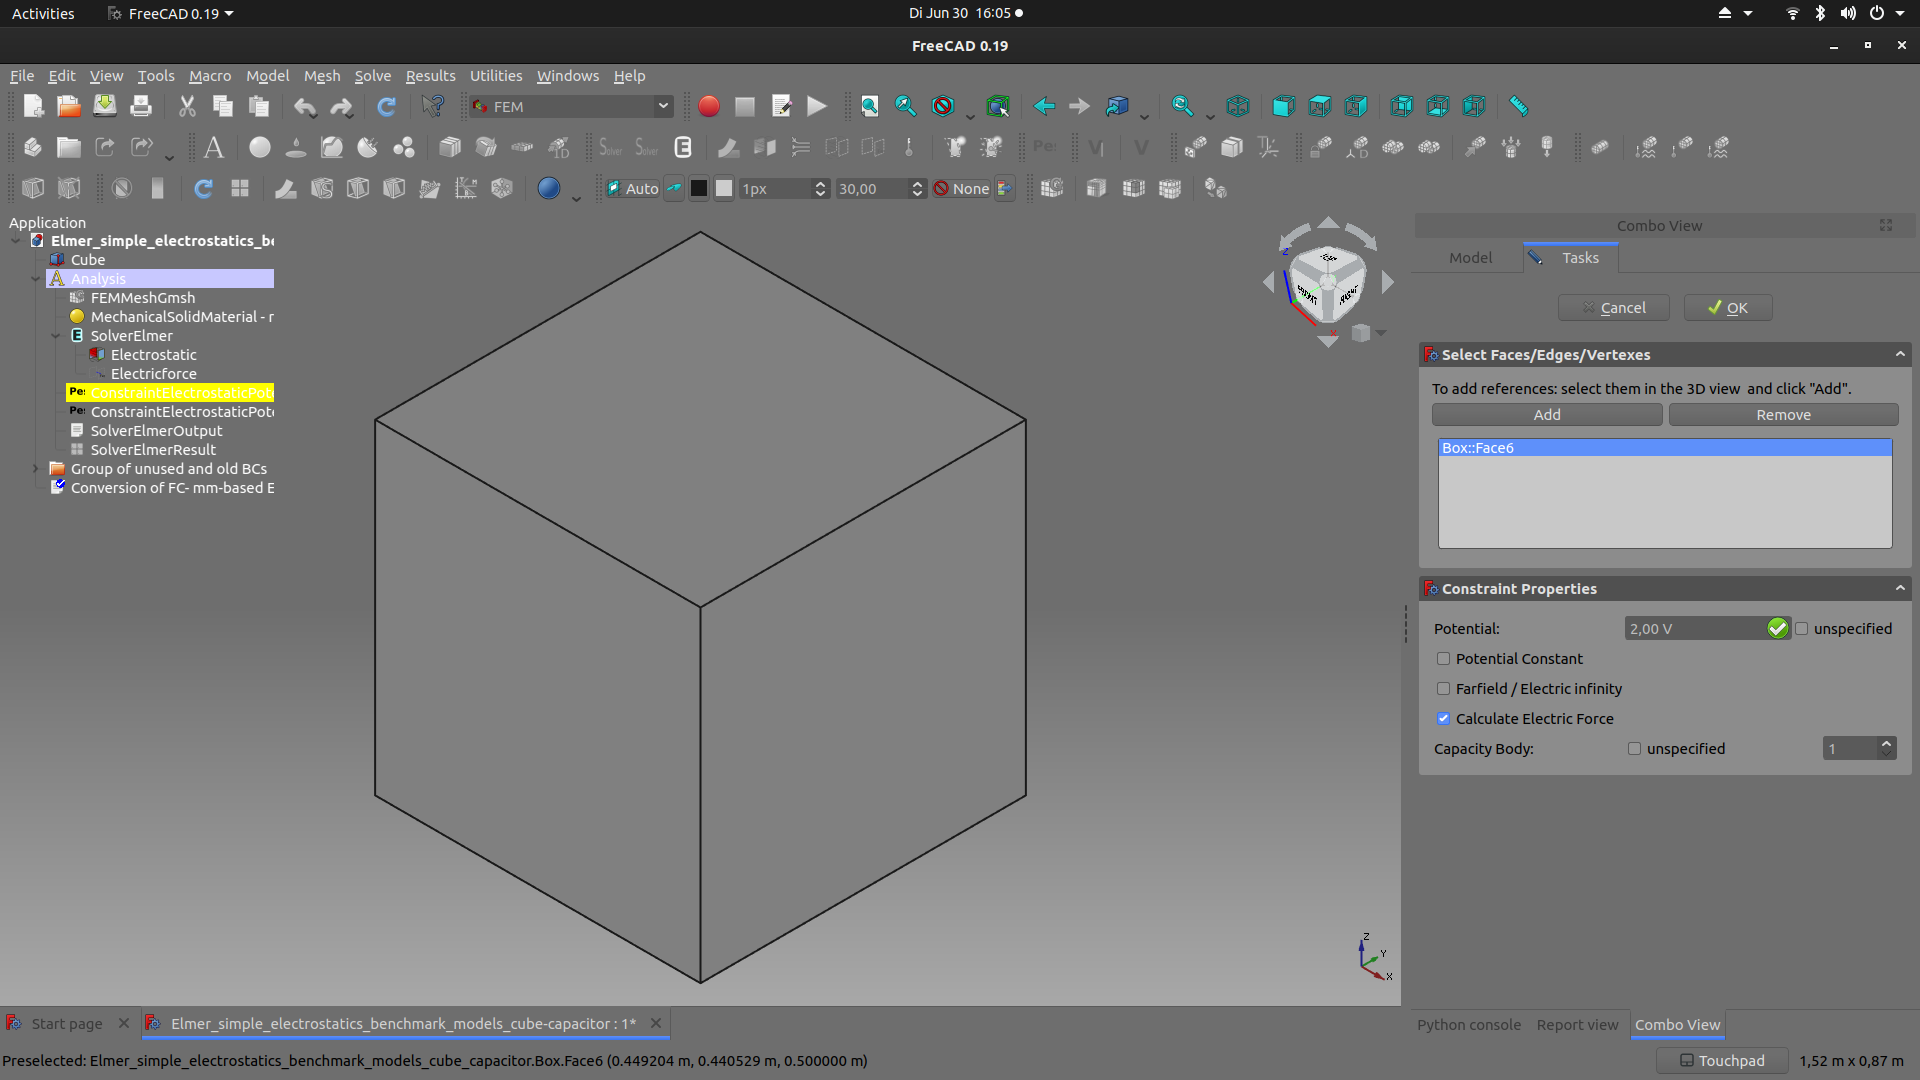 Activities FreeCAD 0.19 Di Jun 30 16:05
FreeCAD 0.19
File Edit View Tools Macro Model Mesh Solve Results Utilities Windows Help
FEM
Solver Solver E
Auto 1px 30,00 None
Application
Elmer_simple_electrostatics_be
Cube
Analysis
FEMMeshGmsh
MechanicalSolidMaterial - r
SolverElmer
Electrostatic
Electricforce
ConstraintElectrostaticPote
ConstraintElectrostaticPote
SolverElmerOutput
SolverElmerResult
Group of unused and old BCs
Conversion of FC- mm-based E
Z
X
Z
Y
X
Combo View
Model Tasks
Cancel OK
Select Faces/Edges/Vertexes
To add references: select them in the 3D view and click "Add".
Add Remove
Box::Face6
Constraint Properties
Potential: 2,00 V unspecified
Potential Constant
Farfield / Electric infinity
Calculate Electric Force
Capacity Body: unspecified 1
Start page Elmer_simple_electrostatics_benchmark_models_cube-capacitor : 1*
Python console Report view Combo View
Preselected: Elmer_simple_electrostatics_benchmark_models_cube_capacitor.Box.Face6 (0.449204 m, 0.440529 m, 0.500000 m)
Touchpad 1,52 m x 0,87 m